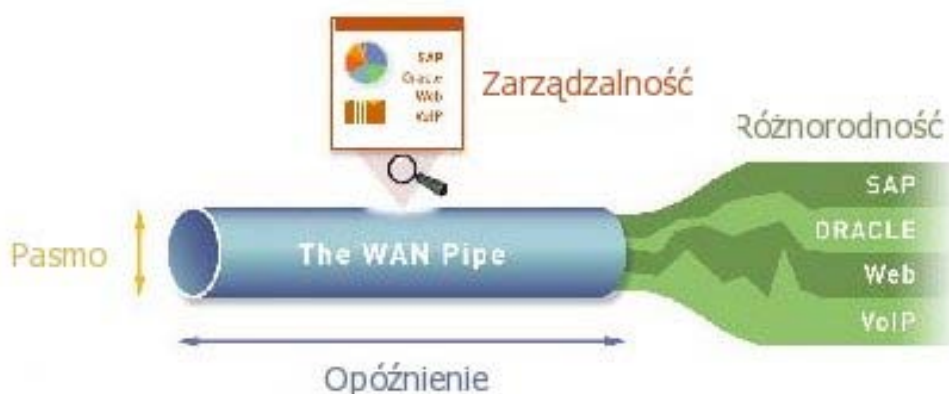 SAP
Oracle
Web
VoIP
Zarządzalność
Różnorodność
SAP
ORACLE
Web
VoIP
Pasmo
The WAN Pipe
Opóźnienie